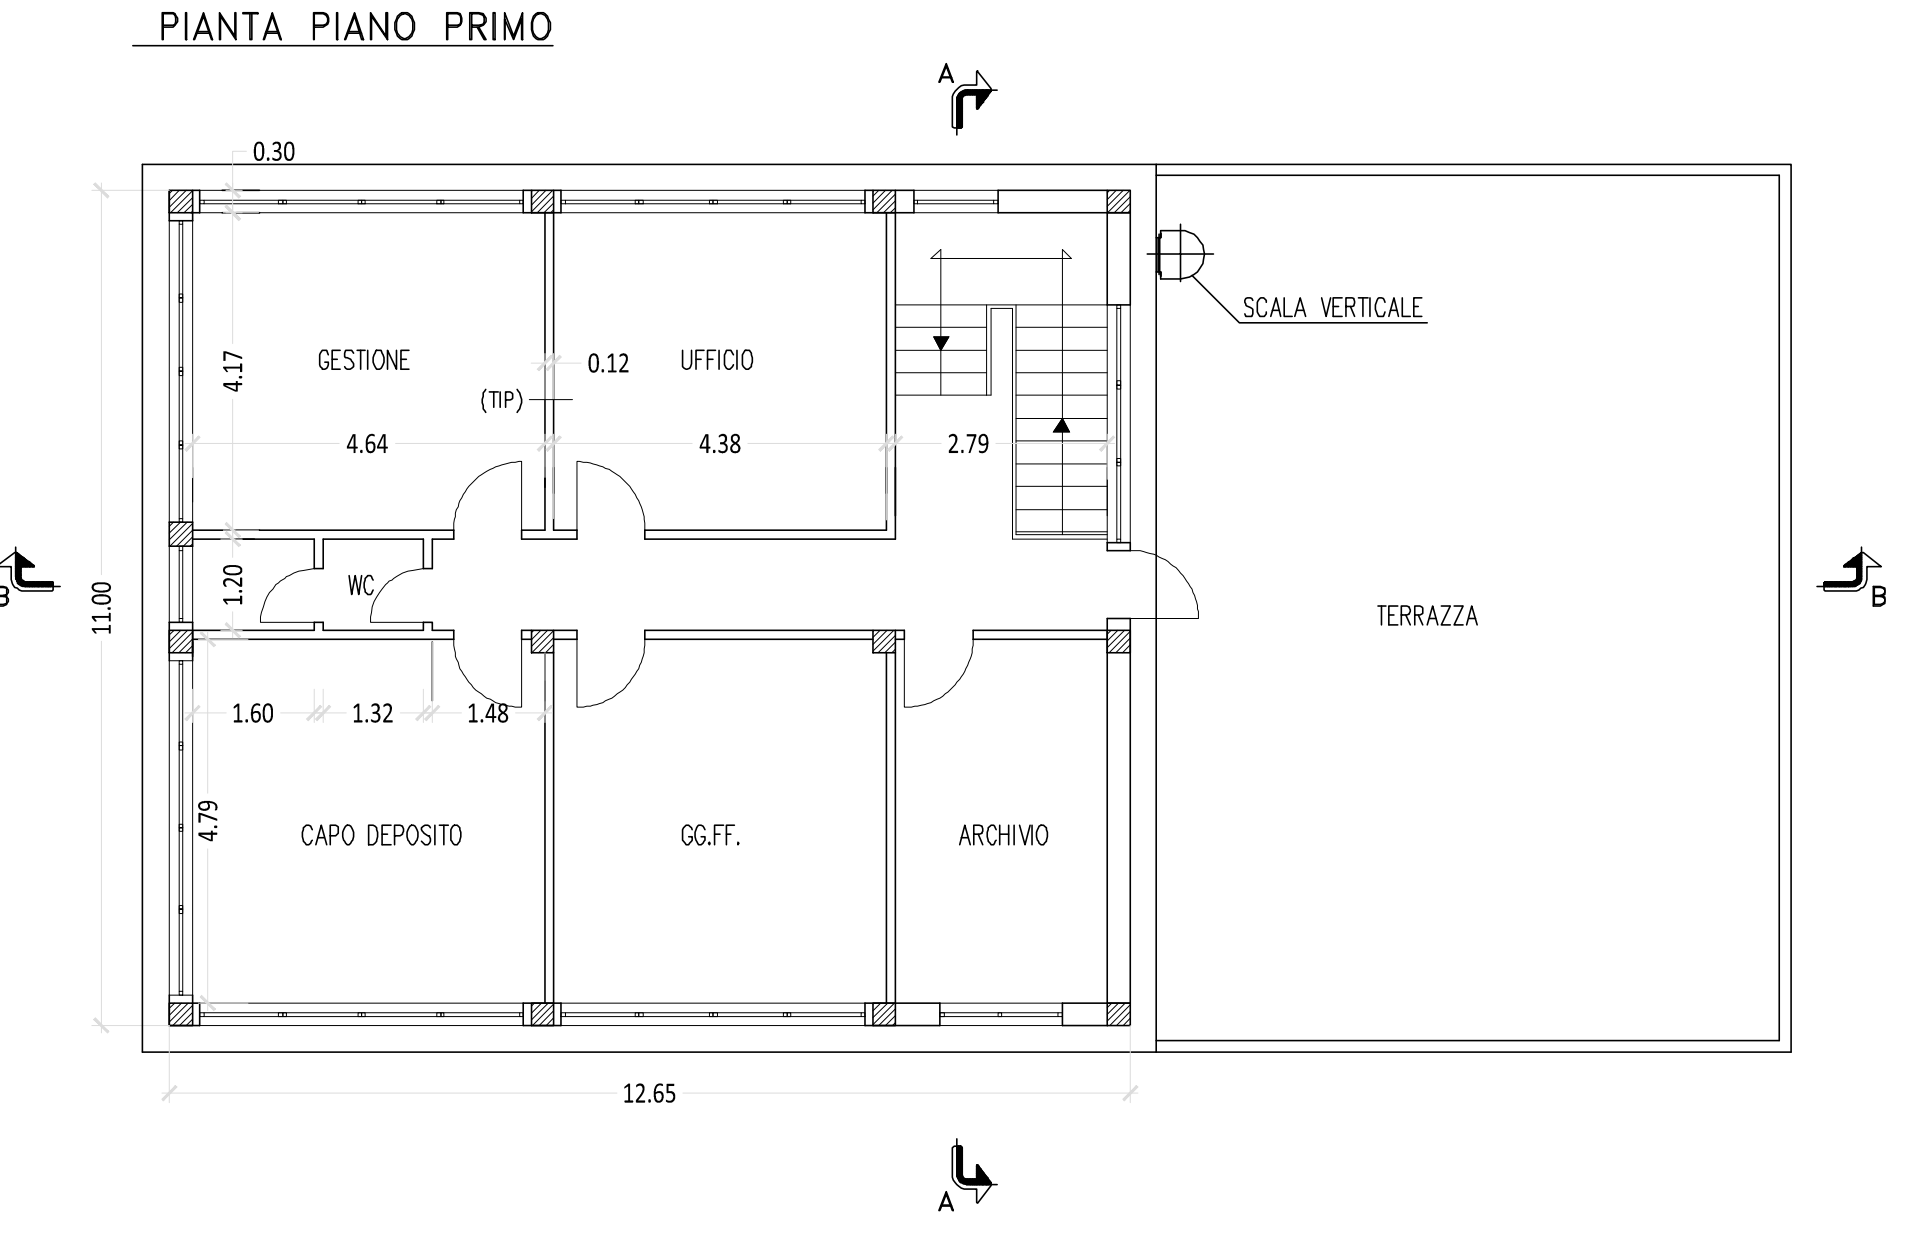 PIANTA PIANO PRIMO
A
0.30
SCALA VERTICALE
GESTIONE
UFFICIO
4.17
0.12
(TIP)
4.64
4.38
2.79
11.00
1.20
WC
B
B
TERRAZZA
1.60
1.32
1.48
4.79
CAPO DEPOSITO
GG.FF.
ARCHIVIO
12.65
A